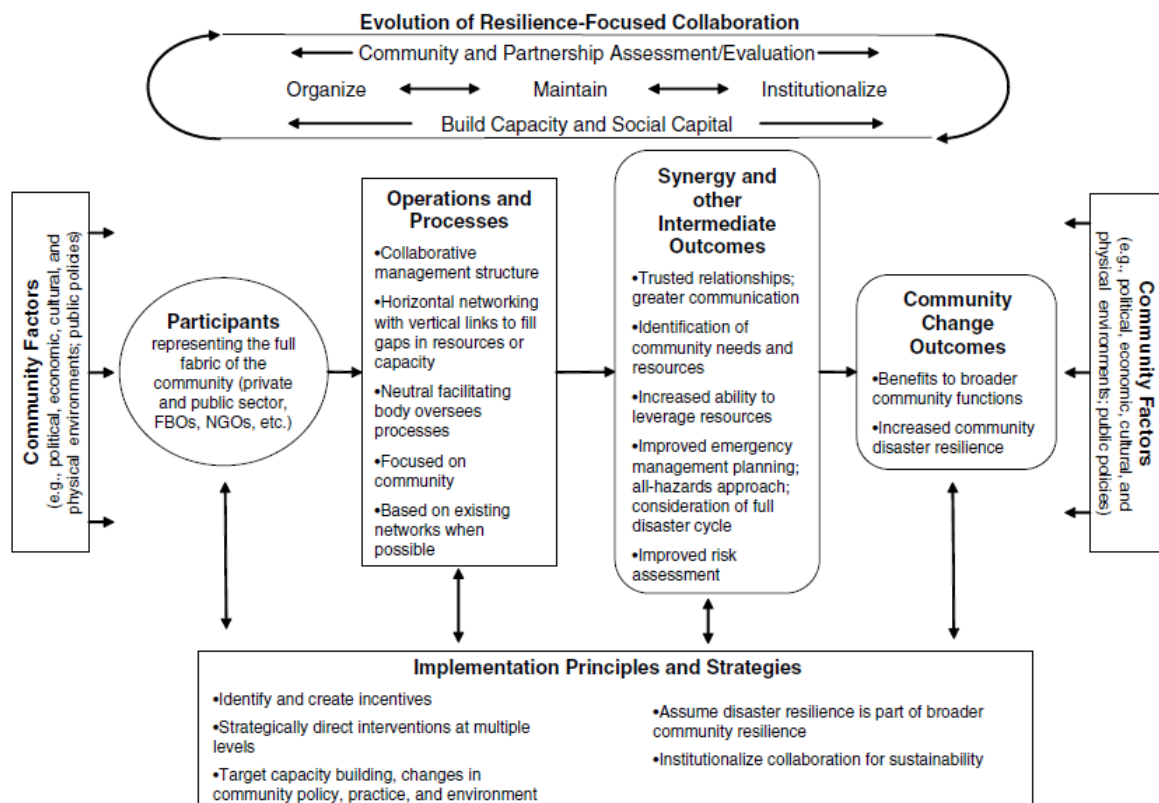 Evolution of Resilience-Focused Collaboration
Community and Partnership Assessment/Evaluation
Organize Maintain Institutionalize
Build Capacity and Social Capital
Community Factors
(e.g., political, economic, cultural, and
physical environments; public policies)
Participants
representing the full
fabric of the
community (private
and public sector,
FBOs, NGOs, etc.)
Operations and
Processes
•Collaborative
management structure
•Horizontal networking
with vertical links to fill
gaps in resources or
capacity
•Neutral facilitating
body oversees
processes
•Focused on
community
•Based on existing
networks when
possible
Synergy and
other
Intermediate
Outcomes
•Trusted relationships;
greater communication
•Identification of
community needs and
resources
•Increased ability to
leverage resources
•Improved emergency
management planning;
all-hazards approach;
consideration of full
disaster cycle
•Improved risk
assessment
Community
Change
Outcomes
•Benefits to broader
community functions
•Increased community
disaster resilience
Community Factors
(e.g., political, economic, cultural, and
physical environments; public policies)
Implementation Principles and Strategies
•Identify and create incentives
•Strategically direct interventions at multiple
levels
•Target capacity building, changes in
community policy, practice, and environment
•Assume disaster resilience is part of broader
community resilience
•Institutionalize collaboration for sustainability